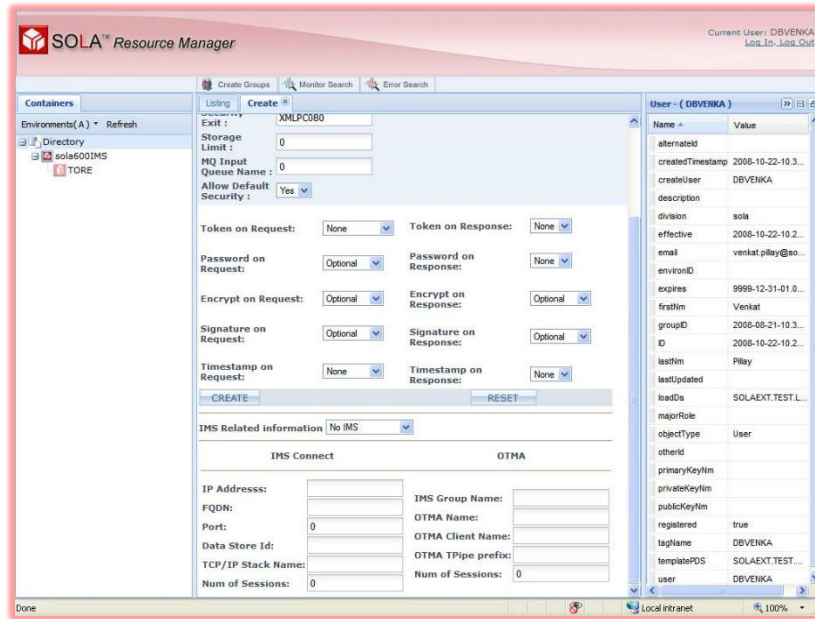 SOLA™ Resource Manager
Current User: DBVENKA
Log In, Log Out
Create Groups Monitor Search Error Search
Containers
Environments(A) Refresh
Directory
sola600IMS
TORE
Listing Create
Security
Exit : XMLPC080
Storage
Limit : 0
MQ Input
Queue Name : 0
Allow Default
Security : Yes
Token on Request: None Token on Response: None
Password on
Request: Optional Password on
Response: None
Encrypt on Request: Optional Encrypt on
Response: Optional
Signature on
Request: Optional Signature on
Response: Optional
Timestamp on
Request: None Timestamp on
Response: None
CREATE RESET
IMS Related information No IMS
IMS Connect OTMA
IP Addresss:
FQDN:
Port: 0
Data Store Id:
TCP/IP Stack Name:
Num of Sessions: 0
IMS Group Name:
OTMA Name:
OTMA Client Name:
OTMA TPipe prefix:
Num of Sessions: 0
User - ( DBVENKA )
Name Value
alternateId
createdTimestamp 2008-10-22-10.3...
createUser DBVENKA
description
division sola
effective 2008-10-22-10.2...
email venkat.pillay@so...
environID
expires 9999-12-31-01.0...
firstNm Venkat
groupID 2008-08-21-10.3...
ID 2008-10-22-10.2...
lastNm Pillay
lastUpdated
loadDs SOLAEXT.TEST.L...
majorRole
objectType User
otherId
primaryKeyNm
privateKeyNm
publicKeyNm
registered true
tagName DBVENKA
templatePDS SOLAEXT.TEST....
user DBVENKA
Done Local intranet 100%